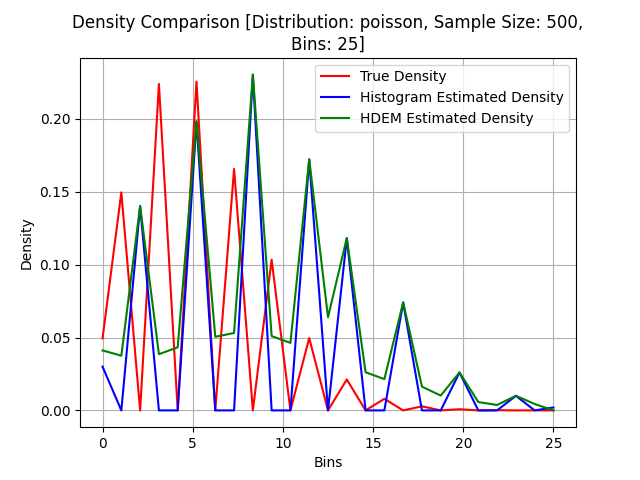 Density Comparison [Distribution: poisson, Sample Size: 500,
Bins: 25]
True Density
Histogram Estimated Density
HDEM Estimated Density
Density
0.20
0.15
0.10
0.05
0.00
0 5 10 15 20 25
Bins